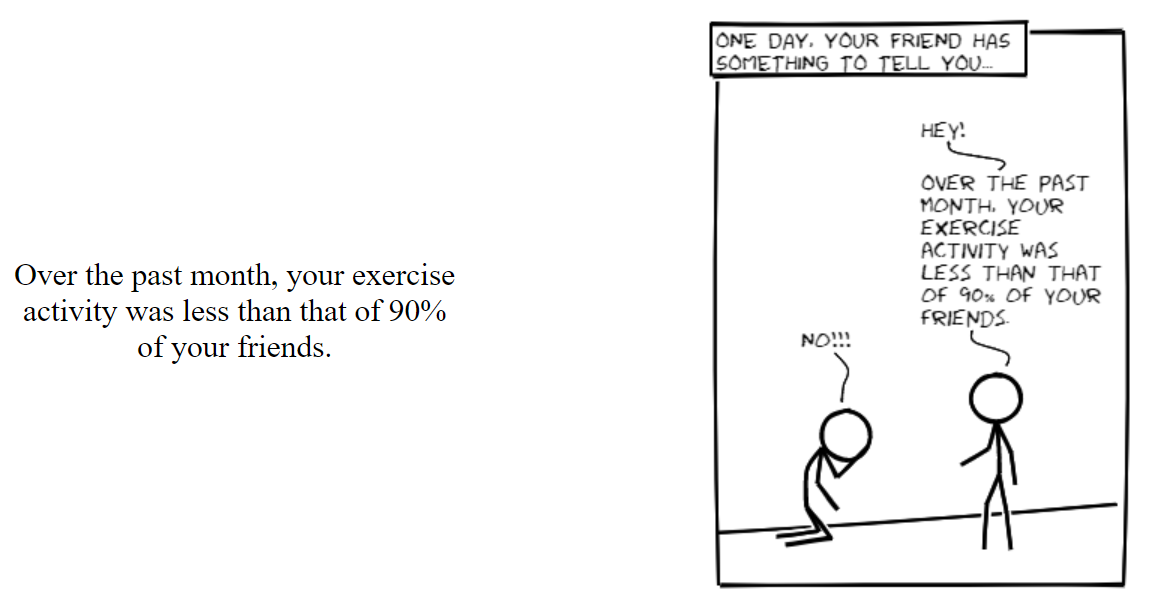 Over the past month, your exercise
activity was less than that of 90%
of your friends.
ONE DAY, YOUR FRIEND HAS
SOMETHING TO TELL YOU...
HEY!
OVER THE PAST
MONTH, YOUR
EXERCISE
ACTIVITY WAS
LESS THAN THAT
OF 90% OF YOUR
FRIENDS.
NO!!!